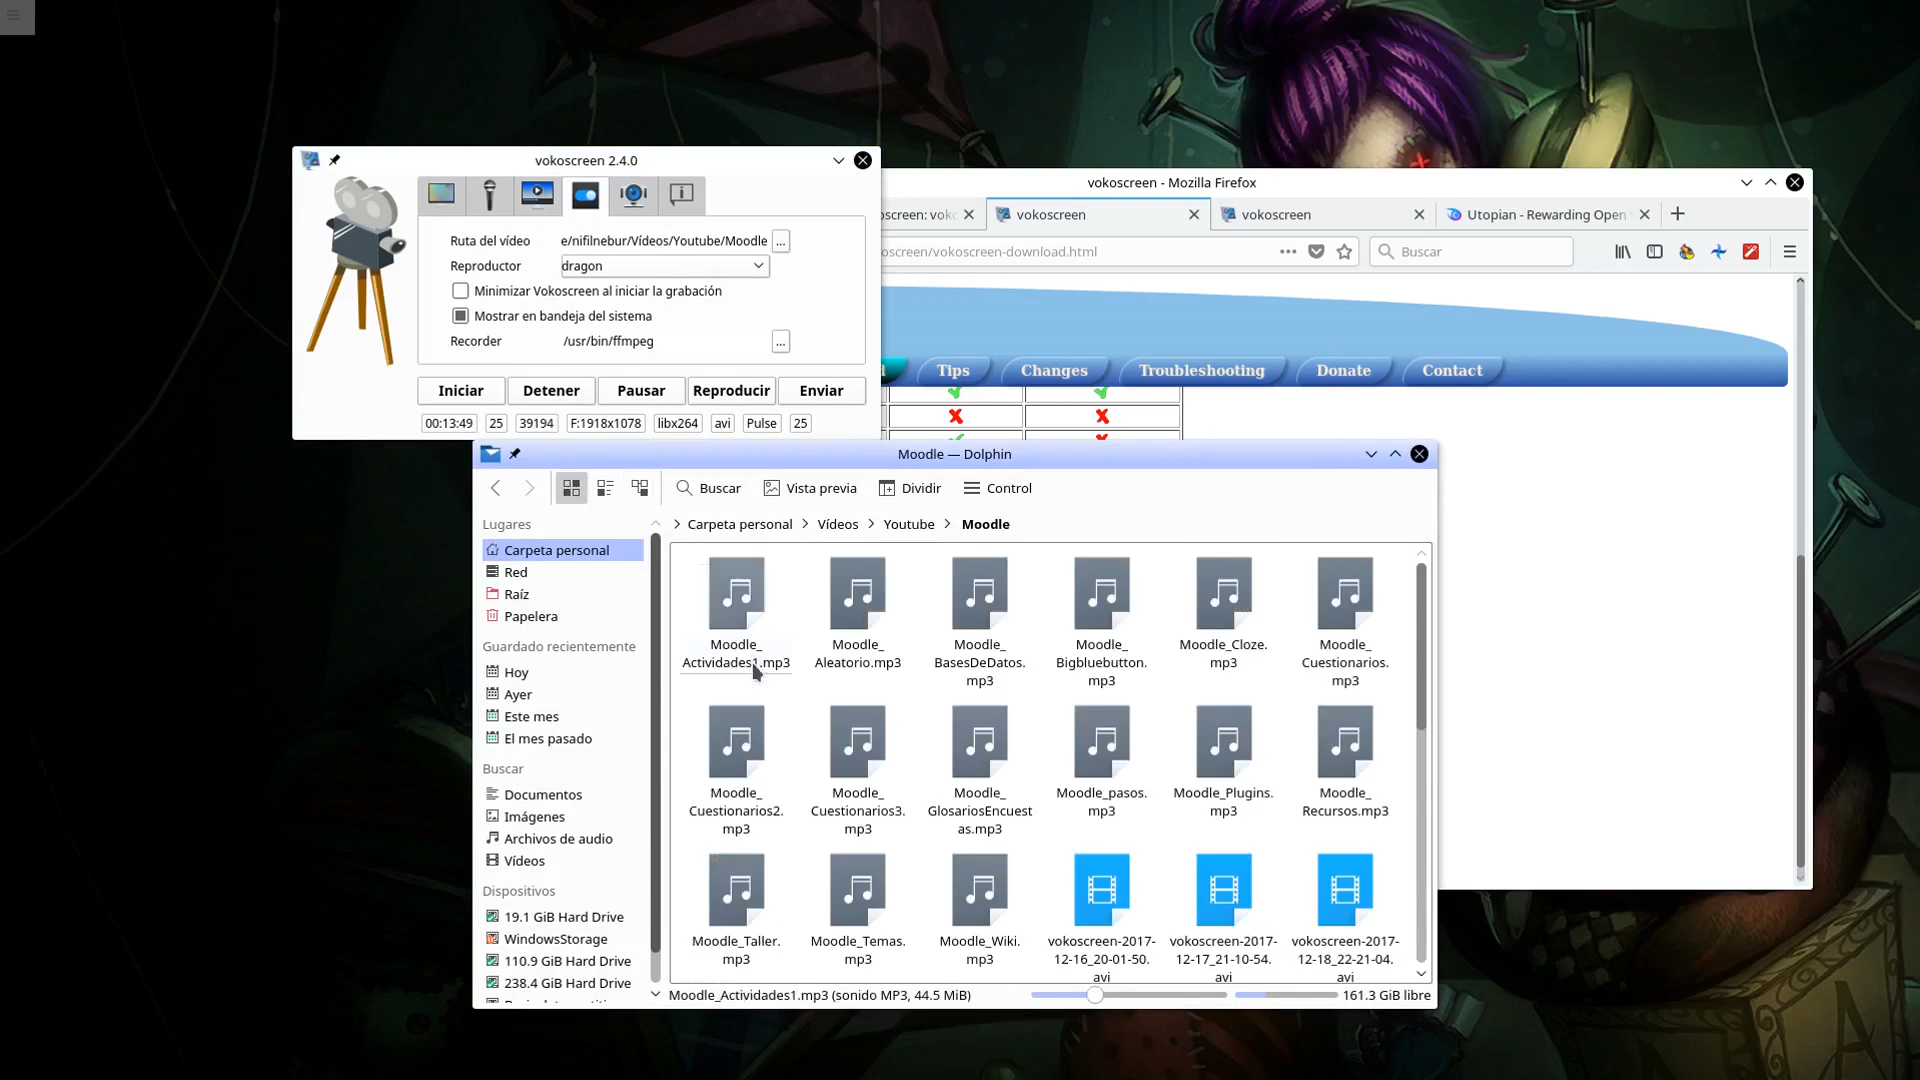 vokoscreen 2.4.0
Ruta del vídeo e/nifilnebur/Vídeos/Youtube/Moodle ...
Reproductor dragon
Minimizar Vokoscreen al iniciar la grabación
Mostrar en bandeja del sistema
Recorder /usr/bin/ffmpeg ...
Iniciar Detener Pausar Reproducir Enviar
00:13:49 25 39194 F:1918x1078 libx264 avi Pulse 25
vokoscreen - Mozilla Firefox
vokoscreen vokoscreen Utopian - Rewarding Open
screen/vokoscreen-download.html Buscar
Tips Changes Troubleshooting Donate Contact
Moodle — Dolphin
Buscar Vista previa Dividir Control
Carpeta personal Vídeos Youtube Moodle
Lugares
Carpeta personal
Red
Raíz
Papelera
Guardado recientemente
Hoy
Ayer
Este mes
El mes pasado
Buscar
Documentos
Imágenes
Archivos de audio
Vídeos
Dispositivos
19.1 GiB Hard Drive
WindowsStorage
110.9 GiB Hard Drive
238.4 GiB Hard Drive
Moodle_
Actividades1.mp3
Moodle_
Aleatorio.mp3
Moodle_
BasesDeDatos.
mp3
Moodle_
Bigbluebutton.
mp3
Moodle_Cloze.
mp3
Moodle_
Cuestionarios.
mp3
Moodle_
Cuestionarios2.
mp3
Moodle_
Cuestionarios3.
mp3
Moodle_
GlosariosEncuest
as.mp3
Moodle_pasos.
mp3
Moodle_Plugins.
mp3
Moodle_
Recursos.mp3
Moodle_Taller.
mp3
Moodle_Temas.
mp3
Moodle_Wiki.
mp3
vokoscreen-2017-
12-16_20-01-50.
avi
vokoscreen-2017-
12-17_21-10-54.
avi
vokoscreen-2017-
12-18_22-21-04.
avi
Moodle_Actividades1.mp3 (sonido MP3, 44.5 MiB) 161.3 GiB libre